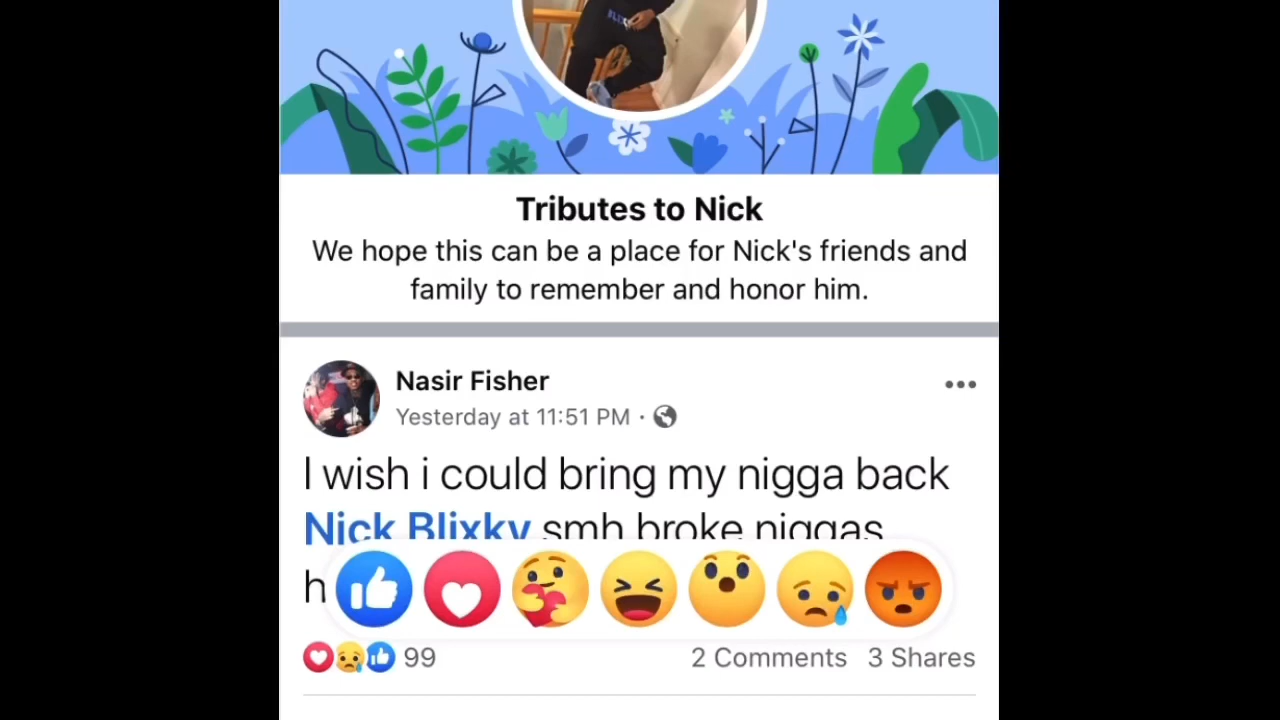 Tributes to Nick
We hope this can be a place for Nick's friends and
family to remember and honor him.
Nasir Fisher
Yesterday at 11:51 PM ·
I wish i could bring my nigga back
Nick Blixky smh broke niggas
h
99
2 Comments 3 Shares